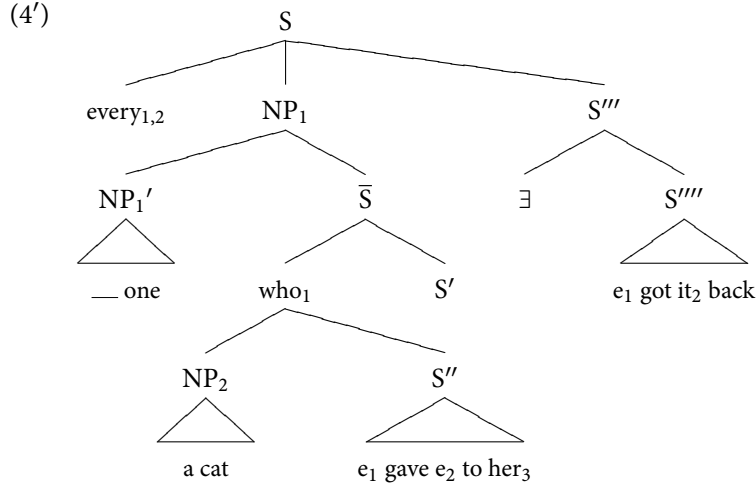 (4′)
S
every₁,₂ NP₁ S‴
NP₁′ S̅ ∃ S⁗
__ one who₁ S′ e₁ got it₂ back
NP₂ S″
a cat e₁ gave e₂ to her₃